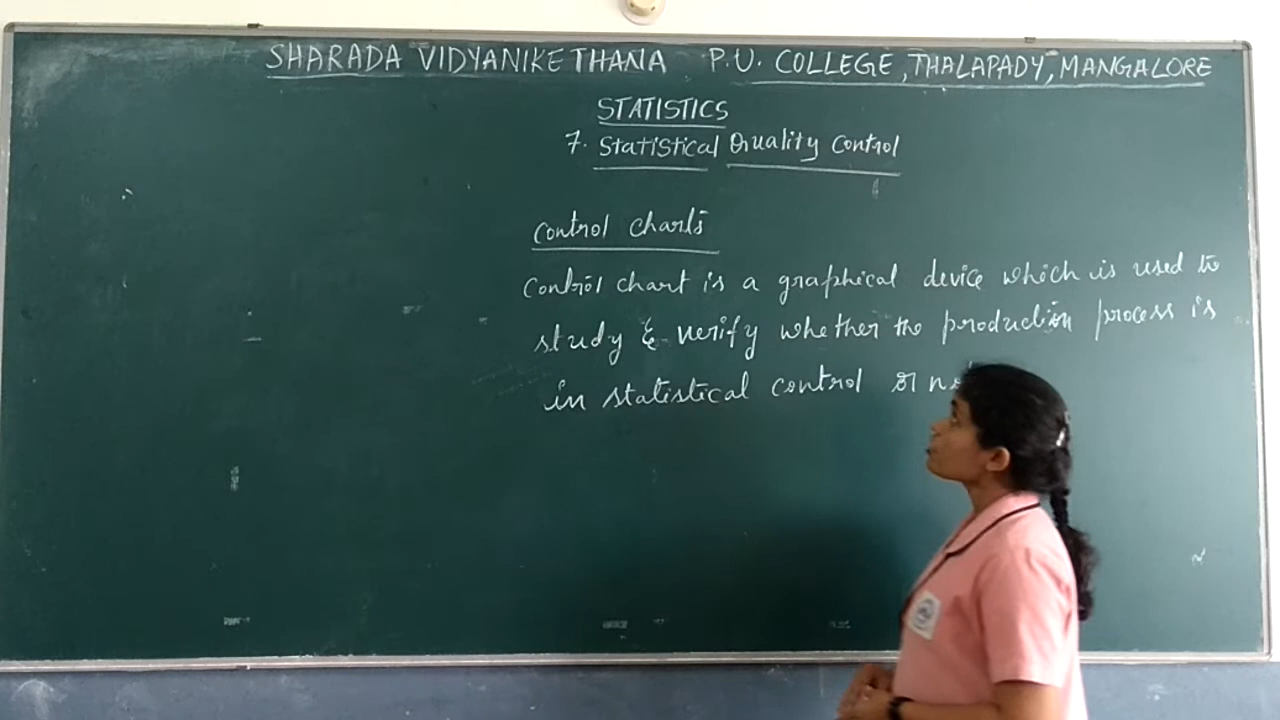 SHARADA VIDYANIKETHANA P.U. COLLEGE, THALAPADY, MANGALORE
STATISTICS
7. Statistical Quality Control
Control Charts
Control chart is a graphical device which is used to
study & verify whether the production process is
in statistical control or